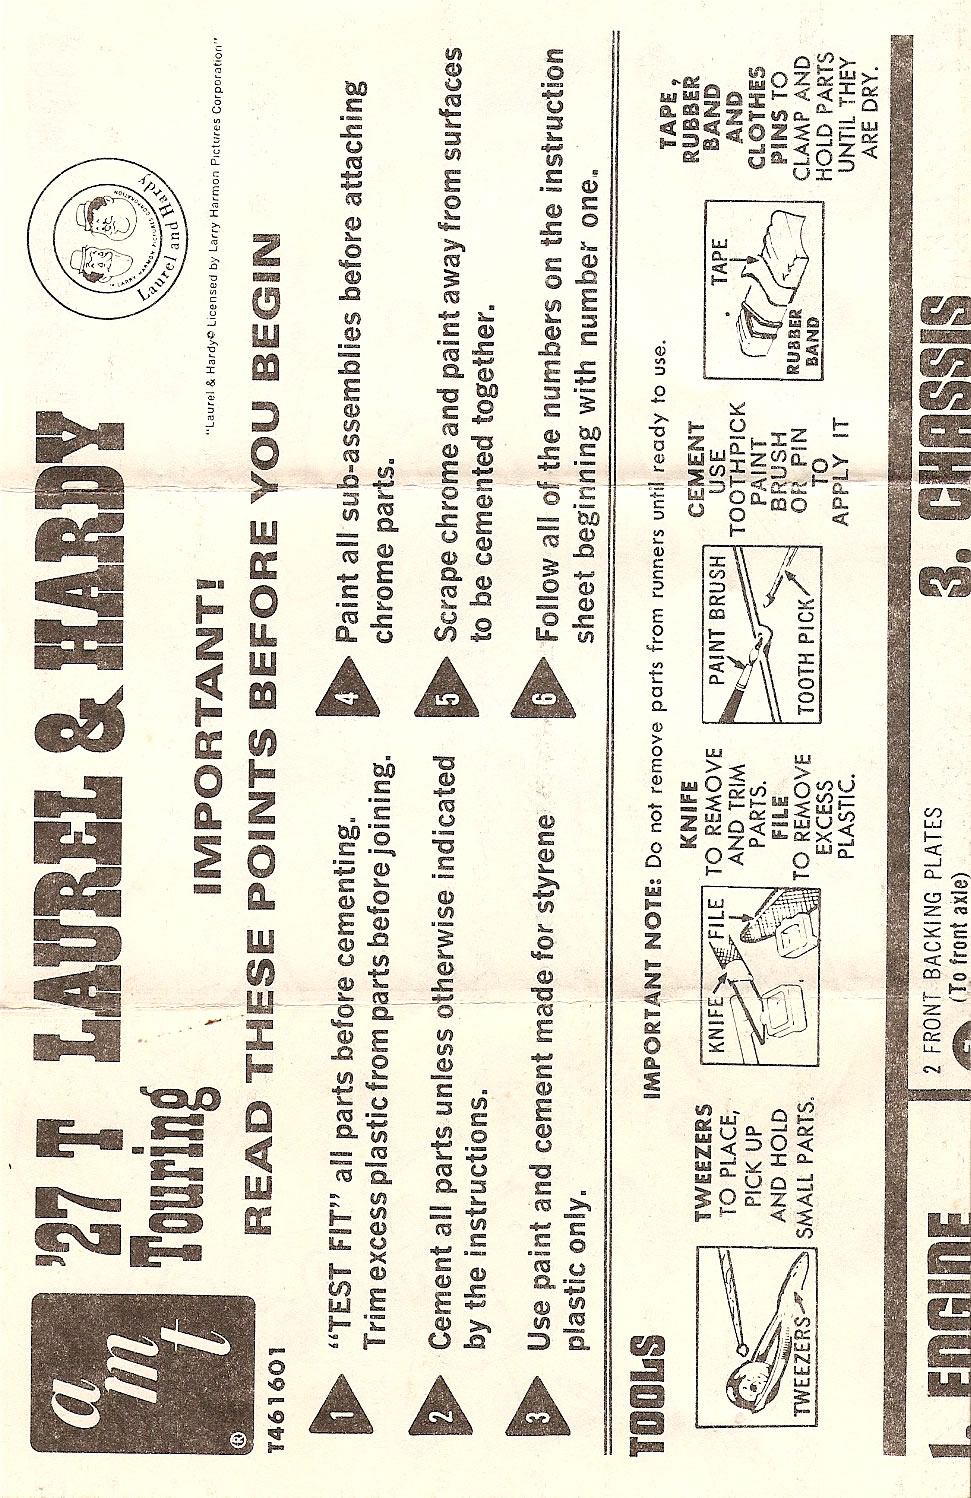 amt
®
T461601
'27 T LAUREL & HARDY
Touring
Laurel and Hardy
"Laurel & Hardy© Licensed by Larry Harmon Pictures Corporation"
IMPORTANT!
READ THESE POINTS BEFORE YOU BEGIN
1 "TEST FIT" all parts before cementing.
Trim excess plastic from parts before joining.
2 Cement all parts unless otherwise indicated
by the instructions.
3 Use paint and cement made for styrene
plastic only.
4 Paint all sub-assemblies before attaching
chrome parts.
5 Scrape chrome and paint away from surfaces
to be cemented together.
6 Follow all of the numbers on the instruction
sheet beginning with number one.
TOOLS
IMPORTANT NOTE: Do not remove parts from runners until ready to use.
TWEEZERS
TWEEZERS
TO PLACE,
PICK UP
AND HOLD
SMALL PARTS.
KNIFE
FILE
KNIFE
TO REMOVE
AND TRIM
PARTS.
FILE
TO REMOVE
EXCESS
PLASTIC.
PAINT BRUSH
TOOTH PICK
CEMENT
USE
TOOTHPICK
PAINT
BRUSH
OR PIN
TO
APPLY IT
TAPE
RUBBER
BAND
TAPE,
RUBBER
BAND
AND
CLOTHES
PINS TO
CLAMP AND
HOLD PARTS
UNTIL THEY
ARE DRY.
1. ENGINE
2 FRONT BACKING PLATES
(To front axle)
3. CHASSIS